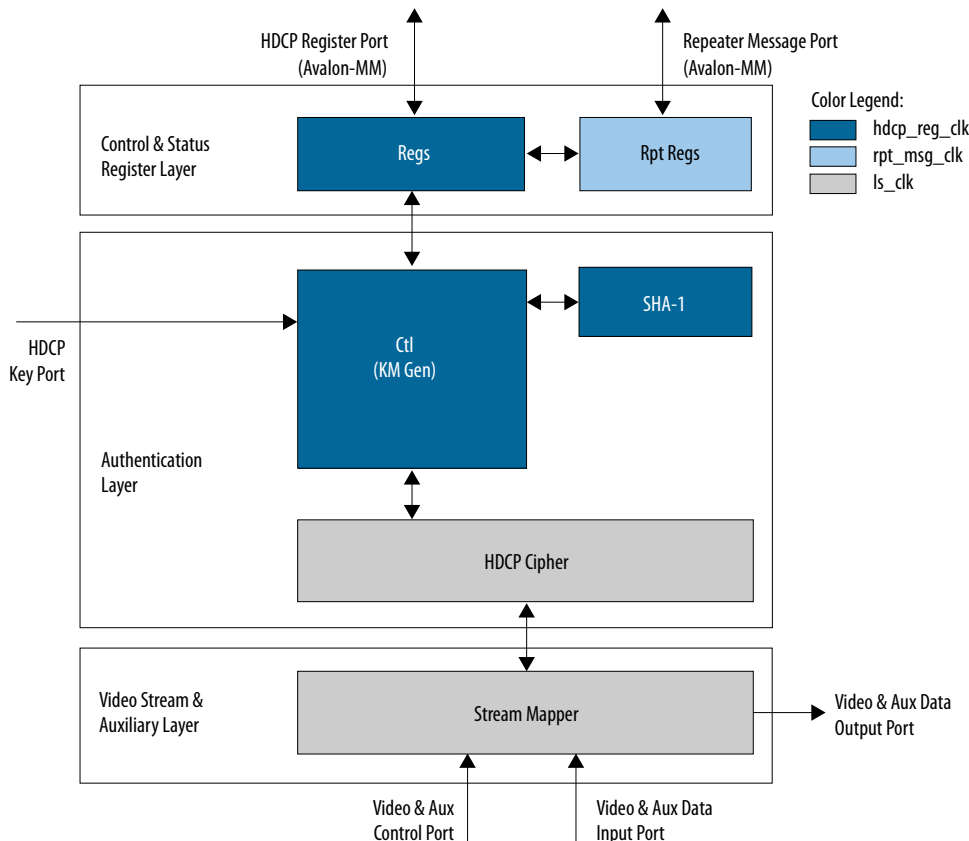 HDCP Register Port
(Avalon-MM)
Repeater Message Port
(Avalon-MM)
Color Legend:
hdcp_reg_clk
rpt_msg_clk
ls_clk
Control & Status
Register Layer
Regs
Rpt Regs
HDCP
Key Port
Ctl
(KM Gen)
SHA-1
Authentication
Layer
HDCP Cipher
Video Stream &
Auxiliary Layer
Stream Mapper
Video & Aux Data
Output Port
Video & Aux
Control Port
Video & Aux Data
Input Port